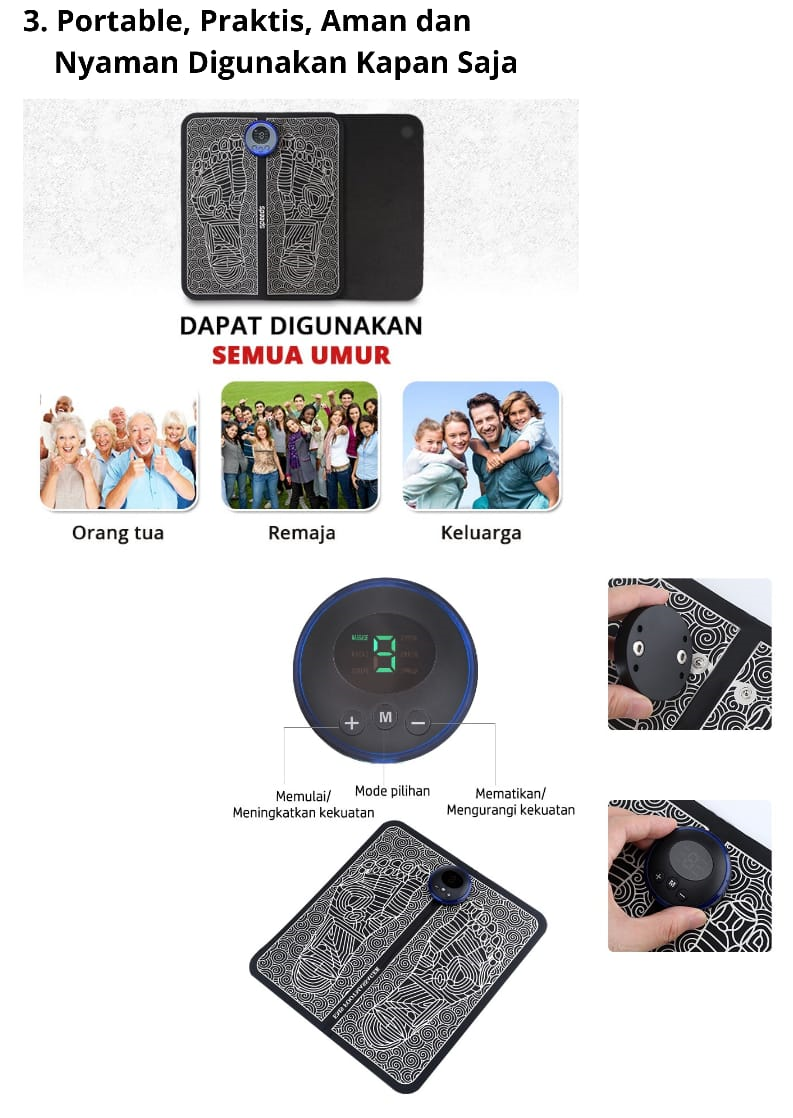 3. Portable, Praktis, Aman dan
Nyaman Digunakan Kapan Saja
SPEEDS
DAPAT DIGUNAKAN
SEMUA UMUR
Orang tua
Remaja
Keluarga
MASSAGE
9
+
M
−
Memulai/
Meningkatkan kekuatan
Mode pilihan
Mematikan/
Mengurangi kekuatan
+
M
−